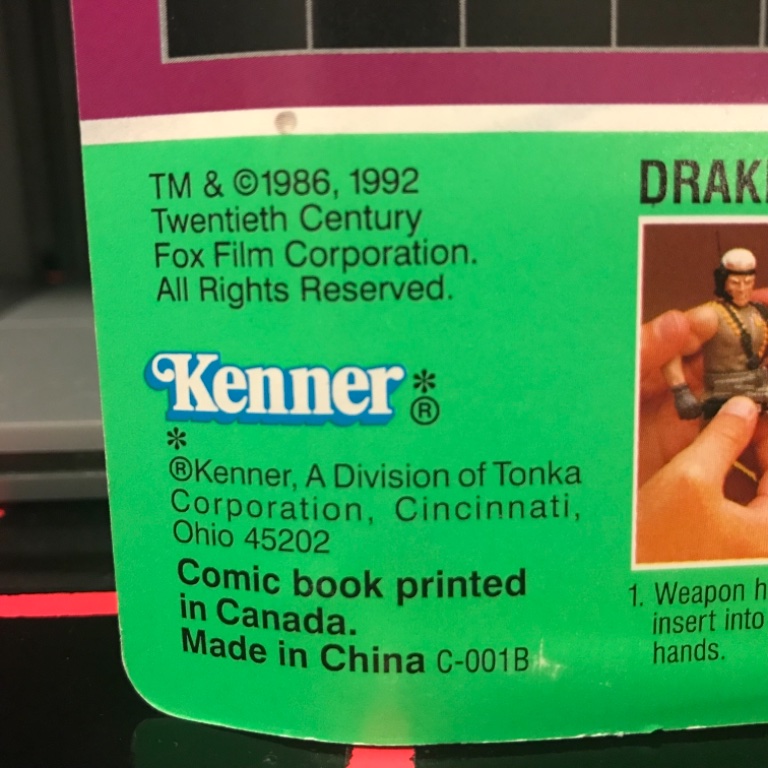 TM & ©1986, 1992
Twentieth Century
Fox Film Corporation.
All Rights Reserved.
Kenner*®
*
®Kenner, A Division of Tonka
Corporation, Cincinnati,
Ohio 45202
Comic book printed
in Canada.
Made in China C-001B
1. Weapon
insert into
hands.